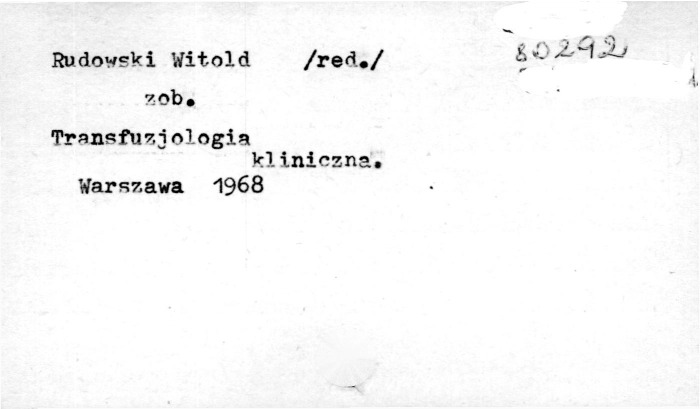 Rudowski Witold /red./ 80292
zob.
Transfuzjologia
kliniczna.
Warszawa 1968